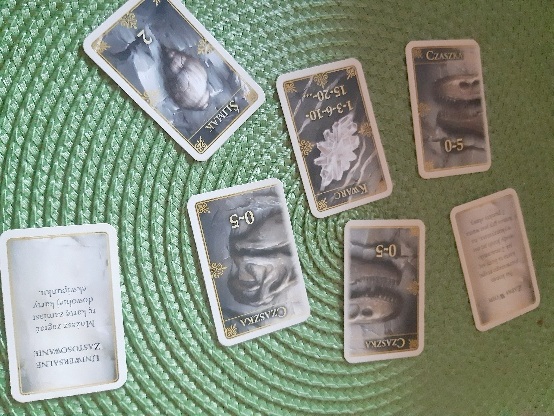 2
ŚLIMAK
1-3-6-10-
15-20-...
KWARC
CZASZKA
0-5
0-5
CZASZKA
0-5
CZASZKA
UNIWERSALNE
ZASTOSOWANIE
Możesz zagrać
tę kartę zamiast
dowolnej karty
ekwipunku.